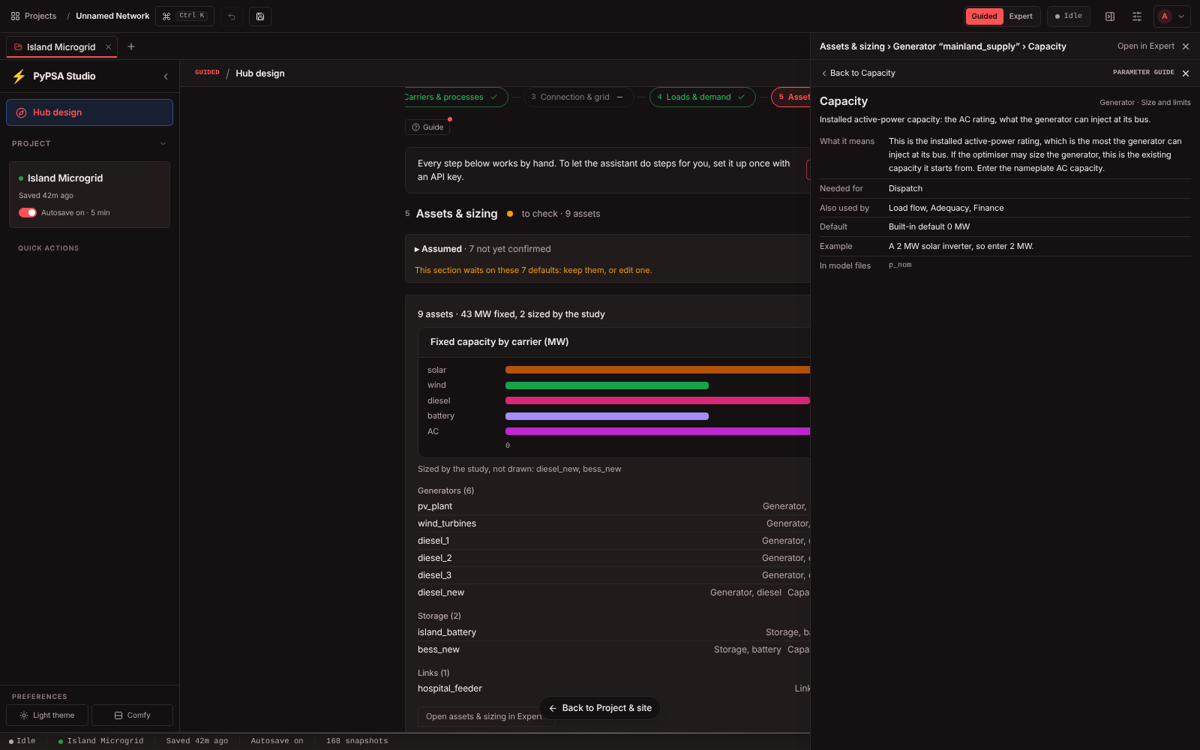 Projects / Unnamed Network ⌘ Ctrl K Guided Expert Idle A
Island Microgrid × +
PyPSA Studio
Hub design
PROJECT
Island Microgrid
Saved 42m ago
Autosave on · 5 min
QUICK ACTIONS
PREFERENCES
Light theme Comfy
GUIDED / Hub design
Carriers & processes ✓ 3 Connection & grid – 4 Loads & demand ✓ 5 Asset
Guide
Every step below works by hand. To let the assistant do steps for you, set it up once with
an API key.
5 Assets & sizing to check · 9 assets
▸ Assumed · 7 not yet confirmed
This section waits on these 7 defaults: keep them, or edit one.
9 assets · 43 MW fixed, 2 sized by the study
Fixed capacity by carrier (MW)
solar
wind
diesel
battery
AC
0
Sized by the study, not drawn: diesel_new, bess_new
Generators (6)
pv_plant Generator,
wind_turbines Generator,
diesel_1 Generator,
diesel_2 Generator,
diesel_3 Generator,
diesel_new Generator, diesel Capa
Storage (2)
island_battery Storage, b
bess_new Storage, battery Capa
Links (1)
hospital_feeder Link
Open assets & sizing in Expert
← Back to Project & site
Assets & sizing › Generator “mainland_supply” › Capacity Open in Expert ×
‹ Back to Capacity PARAMETER GUIDE ×
Capacity Generator · Size and limits
Installed active-power capacity: the AC rating, what the generator can inject at its bus.
What it means This is the installed active-power rating, which is the most the generator can
inject at its bus. If the optimiser may size the generator, this is the existing
capacity it starts from. Enter the nameplate AC capacity.
Needed for Dispatch
Also used by Load flow, Adequacy, Finance
Default Built-in default 0 MW
Example A 2 MW solar inverter, so enter 2 MW.
In model files p_nom
Idle Island Microgrid Saved 42m ago Autosave on 168 snapshots